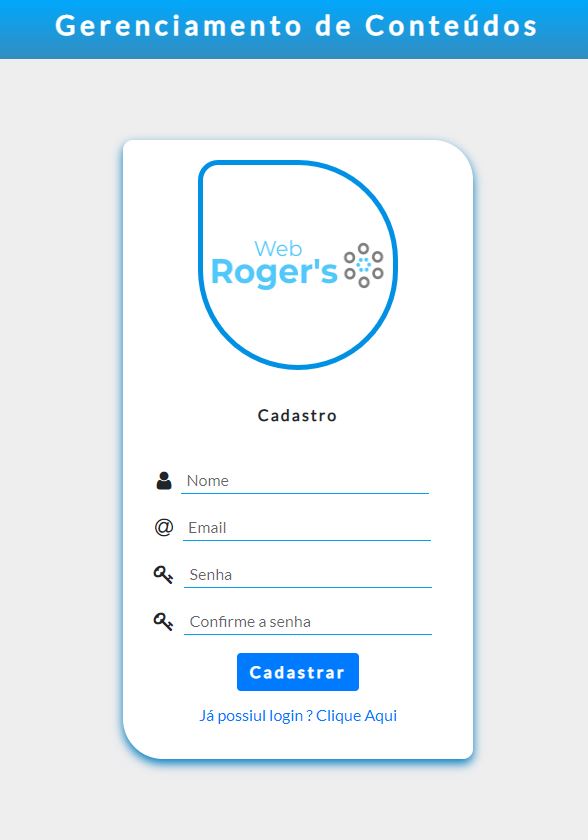 Gerenciamento de Conteúdos
Web
Roger's
Cadastro
Nome
@ Email
Senha
Confirme a senha
Cadastrar
Já possiul login ? Clique Aqui